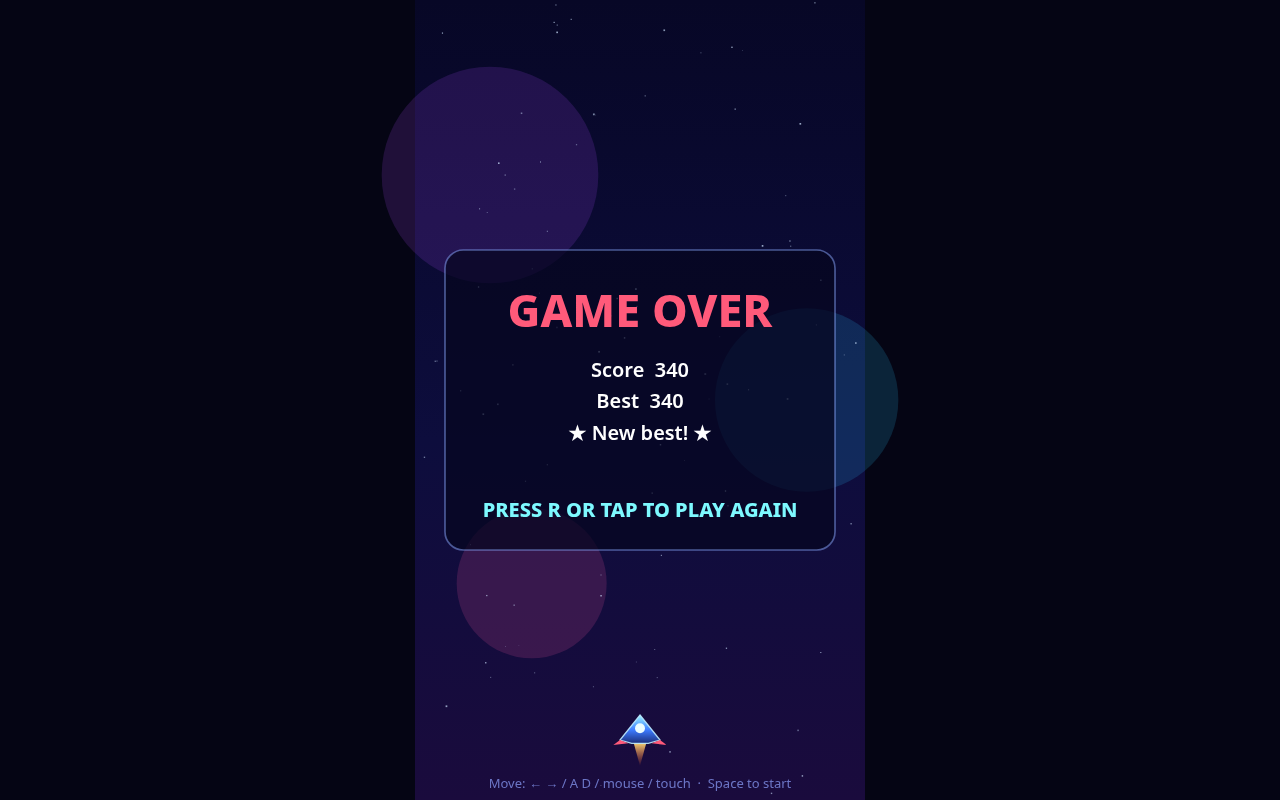 GAME OVER
Score 340
Best 340
★ New best! ★
PRESS R OR TAP TO PLAY AGAIN
Move: ← → / A D / mouse / touch · Space to start